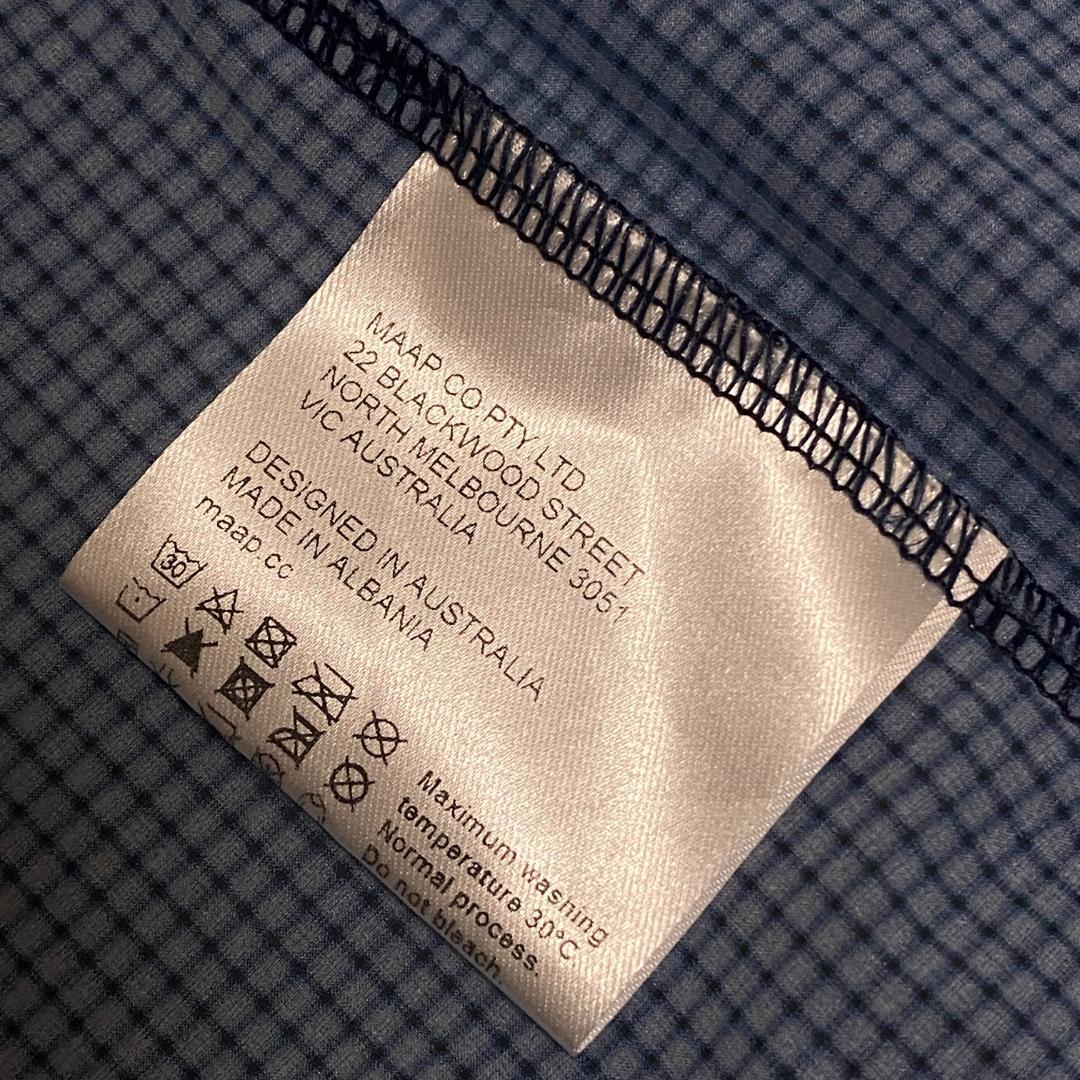 MAAP CO PTY LTD
22 BLACKWOOD STREET
NORTH MELBOURNE 3051
VIC AUSTRALIA
DESIGNED IN AUSTRALIA
MADE IN ALBANIA
maap.cc
30
Maximum washing
temperature 30°C
Normal process.
Do not bleach.